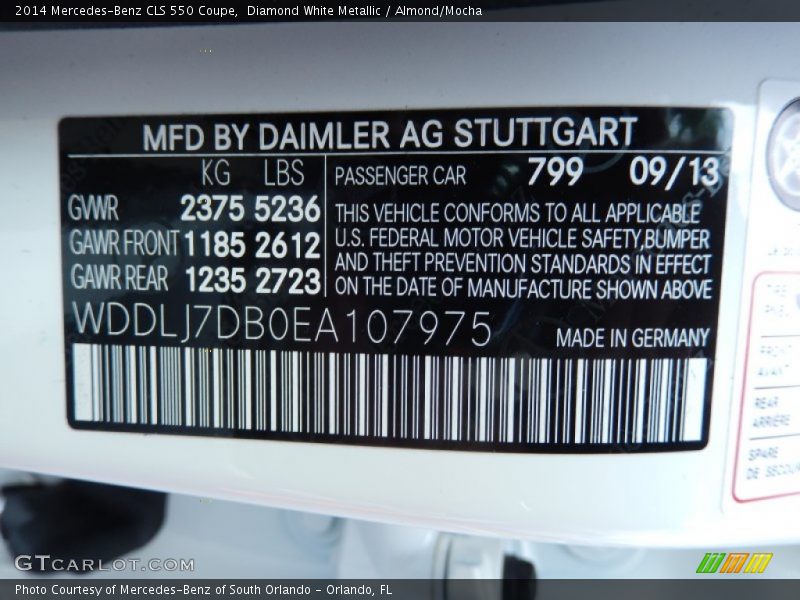 2014 Mercedes-Benz CLS 550 Coupe,  Diamond White Metallic / Almond/Mocha
MFD BY DAIMLER AG STUTTGART
KG LBS
GVWR 2375 5236
GAWR FRONT 1185 2612
GAWR REAR 1235 2723
PASSENGER CAR 799 09/13
THIS VEHICLE CONFORMS TO ALL APPLICABLE
U.S. FEDERAL MOTOR VEHICLE SAFETY,BUMPER
AND THEFT PREVENTION STANDARDS IN EFFECT
ON THE DATE OF MANUFACTURE SHOWN ABOVE
WDDLJ7DB0EA107975
MADE IN GERMANY
FRONT
AVANT
REAR
ARRIÈRE
SPARE
DE SECOU
GTCARLOT.COM
Photo Courtesy of Mercedes-Benz of South Orlando - Orlando, FL